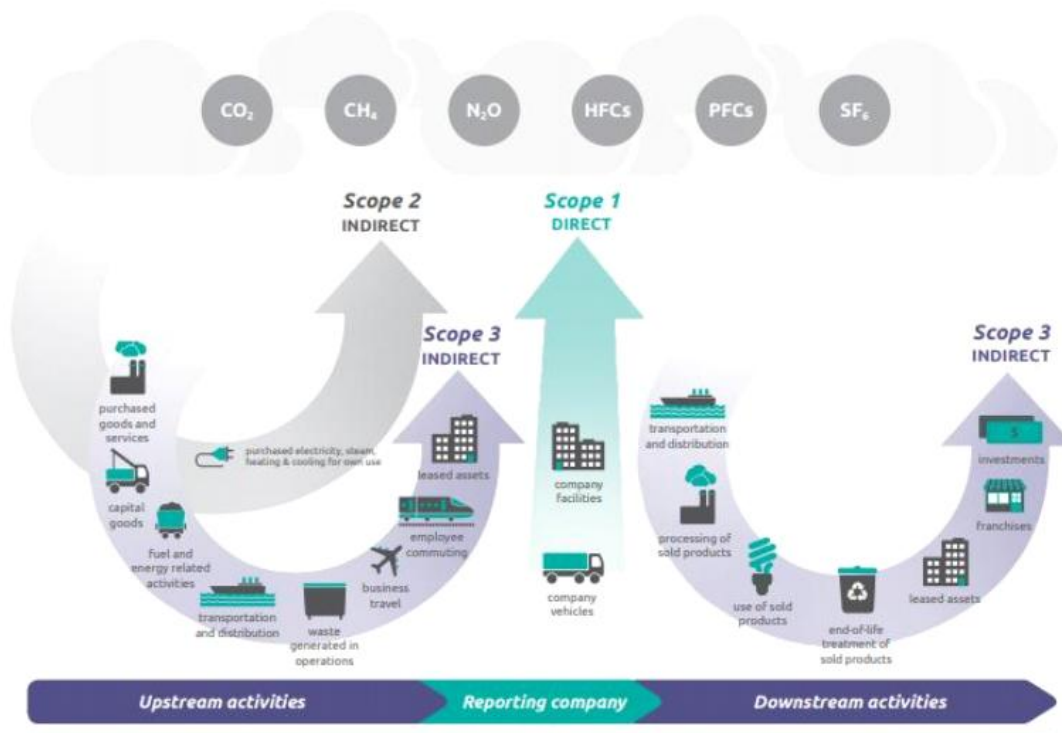 CO₂
CH₄
N₂O
HFCs
PFCs
SF₆
Scope 2
INDIRECT
Scope 1
DIRECT
Scope 3
INDIRECT
Scope 3
INDIRECT
purchased
goods and
services
capital
goods
fuel and
energy related
activities
transportation
and distribution
waste
generated in
operations
business
travel
employee
commuting
leased assets
purchased electricity, steam,
heating & cooling for own use
company
facilities
company
vehicles
transportation
and distribution
processing of
sold products
use of sold
products
end-of-life
treatment of
sold products
leased assets
franchises
investments
$
Upstream activities
Reporting company
Downstream activities